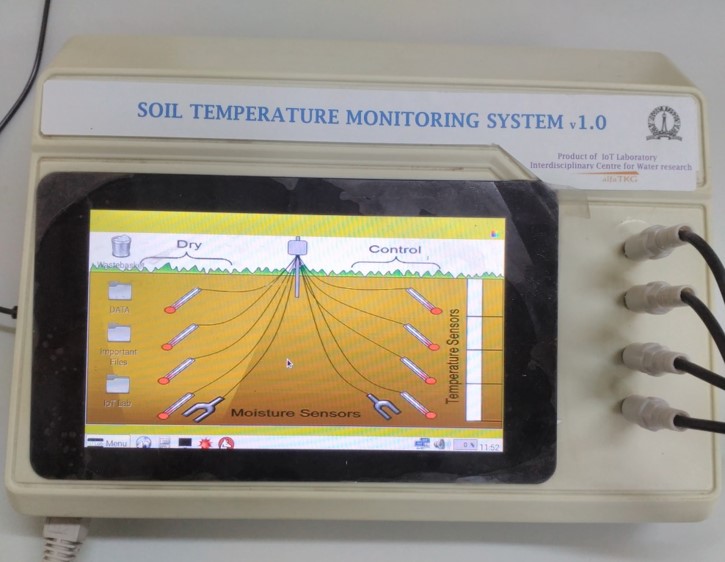 SOIL TEMPERATURE MONITORING SYSTEM v1.0
Product of IoT Laboratory
Interdisciplinary Centre for Water research
Dry
Control
Wastebasket
DATA
Important
Files
IoT Lab
Temperature Sensors
Moisture Sensors
Menu
0 %
11:52